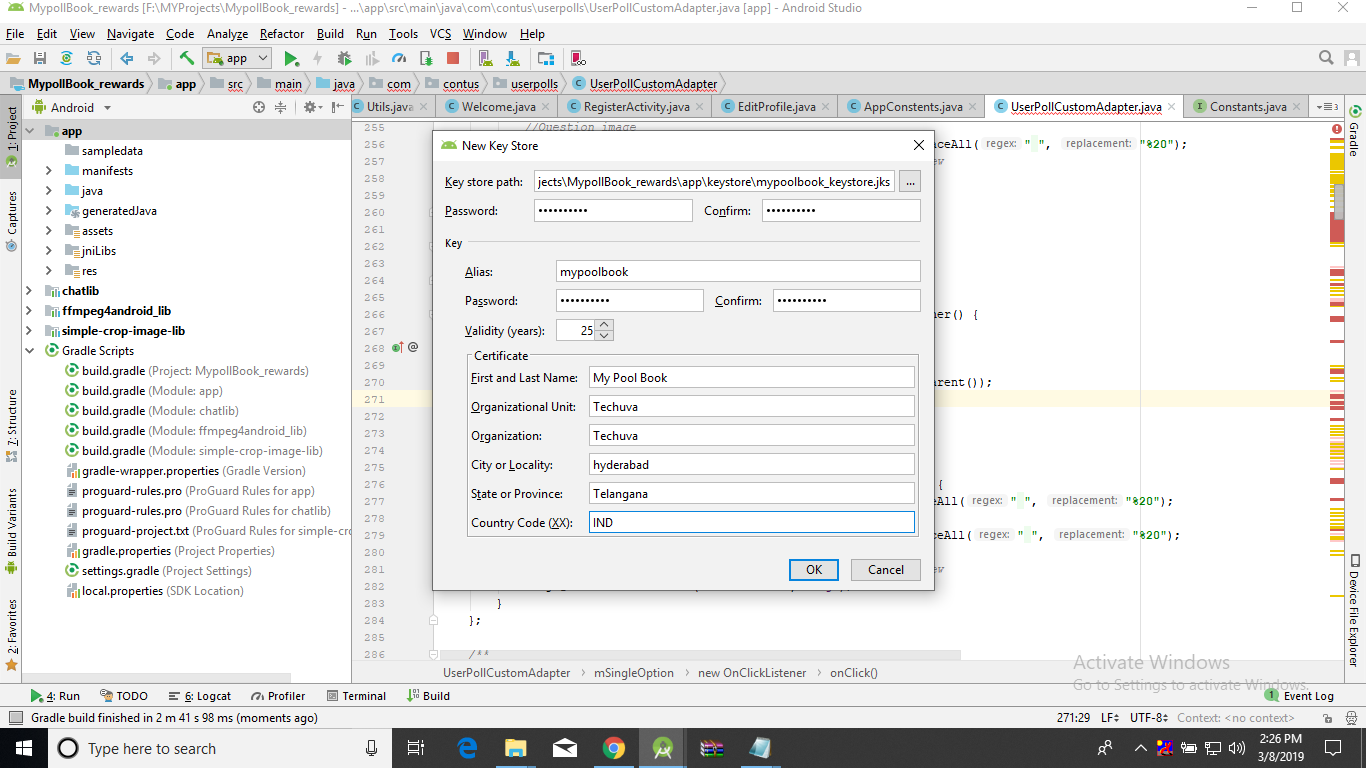 MypollBook_rewards [F:\MYProjects\MypollBook_rewards] - ...\app\src\main\java\com\contus\userpolls\UserPollCustomAdapter.java [app] - Android Studio
File Edit View Navigate Code Analyze Refactor Build Run Tools VCS Window Help
app
MypollBook_rewards app src main java com contus userpolls UserPollCustomAdapter
Android
Utils.java Welcome.java RegisterActivity.java EditProfile.java AppConstents.java UserPollCustomAdapter.java Constants.java 3
1: Project
Captures
7: Structure
Build Variants
2: Favorites
app
sampledata
manifests
java
generatedJava
assets
jniLibs
res
chatlib
ffmpeg4android_lib
simple-crop-image-lib
Gradle Scripts
build.gradle (Project: MypollBook_rewards)
build.gradle (Module: app)
build.gradle (Module: chatlib)
build.gradle (Module: ffmpeg4android_lib)
build.gradle (Module: simple-crop-image-lib)
gradle-wrapper.properties (Gradle Version)
proguard-rules.pro (ProGuard Rules for app)
proguard-rules.pro (ProGuard Rules for chatlib)
proguard-project.txt (ProGuard Rules for simple-cro
gradle.properties (Project Properties)
settings.gradle (Project Settings)
local.properties (SDK Location)
255 //Question image
256 ceAll( regex: " ", replacement: "%20");
257 ew
258
259
260
261
262
263
264
265
266 ner() {
267
268 @
269
270 rent());
271
272
273
274
275
276 {
277 eAll( regex: " ", replacement: "%20");
278
279 ceAll( regex: " ", replacement: "%20");
280
281 ew
282
283 }
284 };
285
286 /**
New Key Store
Key store path: jects\MypollBook_rewards\app\keystore\mypoolbook_keystore.jks ...
Password: •••••••••• Confirm: ••••••••••
Key
Alias: mypoolbook
Password: •••••••••• Confirm: ••••••••••
Validity (years): 25
Certificate
First and Last Name: My Pool Book
Organizational Unit: Techuva
Organization: Techuva
City or Locality: hyderabad
State or Province: Telangana
Country Code (XX): IND
OK Cancel
Gradle
Device File Explorer
Activate Windows
Go to Settings to activate Windows.
UserPollCustomAdapter mSingleOption new OnClickListener onClick()
4: Run TODO 6: Logcat Profiler Terminal Build 1 Event Log
Gradle build finished in 2 m 41 s 98 ms (moments ago) 271:29 LF UTF-8 Context: <no context>
Type here to search
2:26 PM
3/8/2019